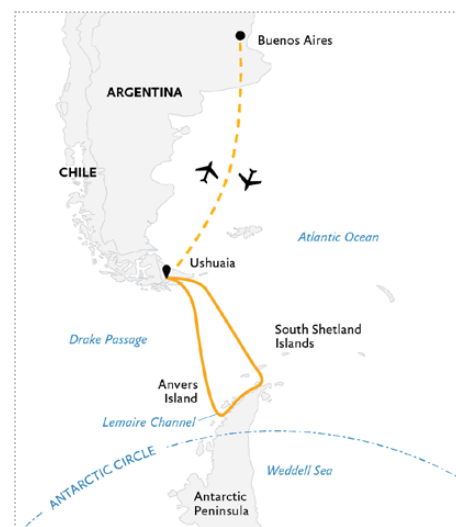 Buenos Aires
ARGENTINA
CHILE
Atlantic Ocean
Ushuaia
Drake Passage
South Shetland
Islands
Anvers
Island
Lemaire Channel
ANTARCTIC CIRCLE
Weddell Sea
Antarctic
Peninsula